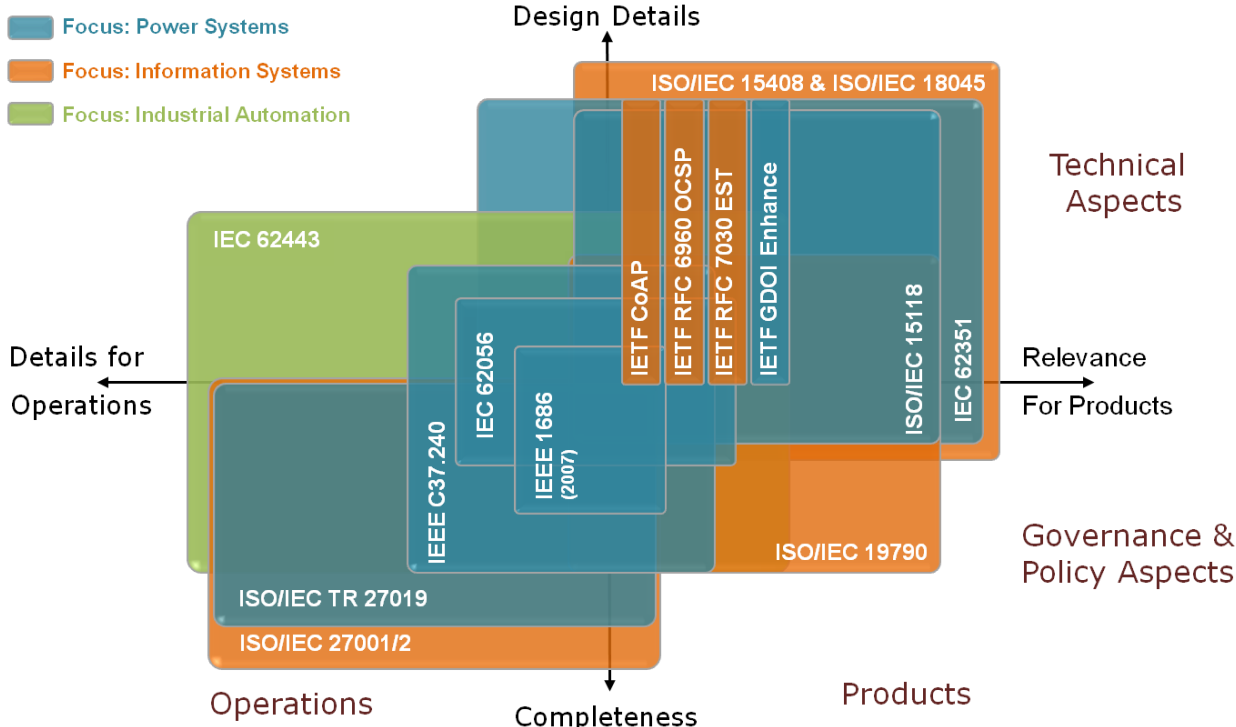 Design Details
Focus: Power Systems
Focus: Information Systems
Focus: Industrial Automation
ISO/IEC 15408 & ISO/IEC 18045
Technical
Aspects
IEC 62443
IETF CoAP
IETF RFC 6960 OCSP
IETF RFC 7030 EST
IETF GDOI Enhance
ISO/IEC 15118
IEC 62351
Details for
Operations
Relevance
For Products
IEC 62056
IEEE 1686
(2007)
IEEE C37.240
ISO/IEC 19790
Governance &
Policy Aspects
ISO/IEC TR 27019
ISO/IEC 27001/2
Operations
Products
Completeness